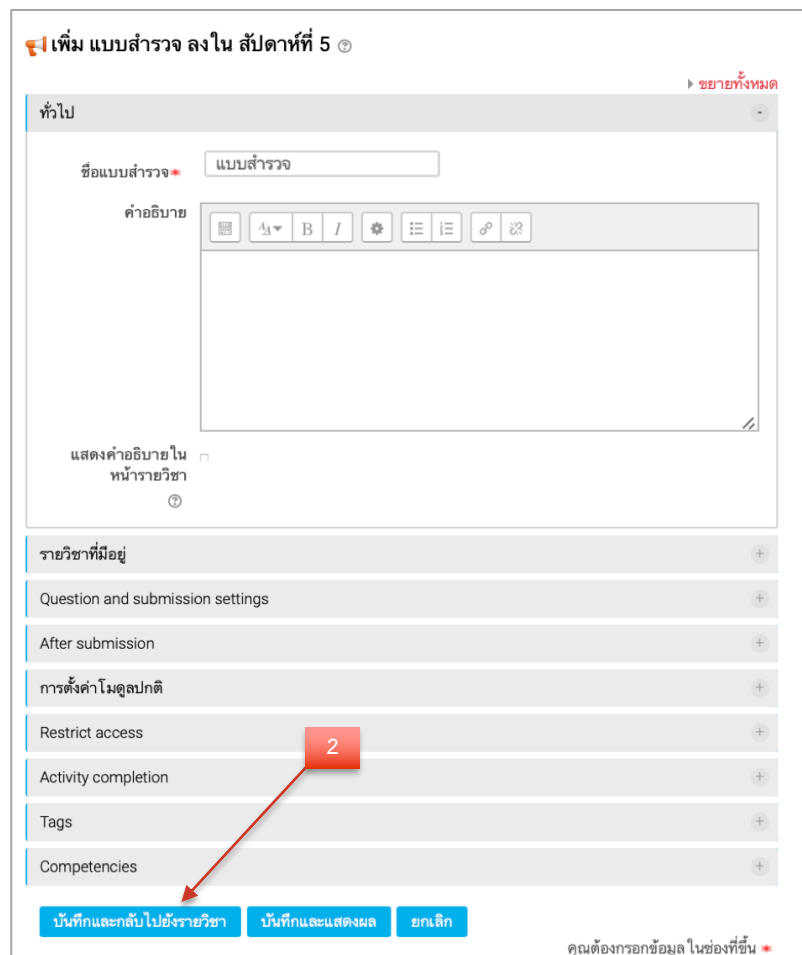 เพิ่ม แบบสำรวจ ลงใน สัปดาห์ที่ 5
ขยายทั้งหมด
ทั่วไป
ชื่อแบบสำรวจ* แบบสำรวจ
คำอธิบาย
B I
แสดงคำอธิบายใน
หน้ารายวิชา
รายวิชาที่มีอยู่
Question and submission settings
After submission
การตั้งค่าโมดูลปกติ
Restrict access
2
Activity completion
Tags
Competencies
บันทึกและกลับไปยังรายวิชา บันทึกและแสดงผล ยกเลิก
คุณต้องกรอกข้อมูลในช่องที่ขึ้น *